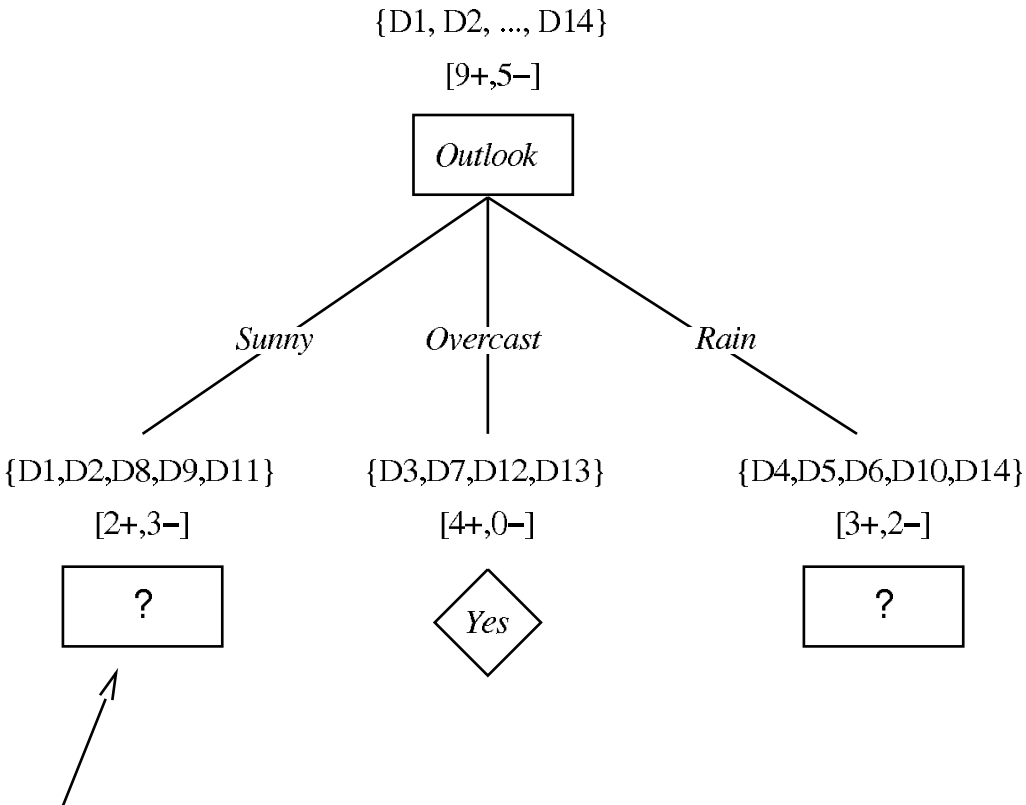 {D1, D2, ..., D14}
[9+,5−]
Outlook
Sunny Overcast Rain
{D1,D2,D8,D9,D11} {D3,D7,D12,D13} {D4,D5,D6,D10,D14}
[2+,3−] [4+,0−] [3+,2−]
? Yes ?